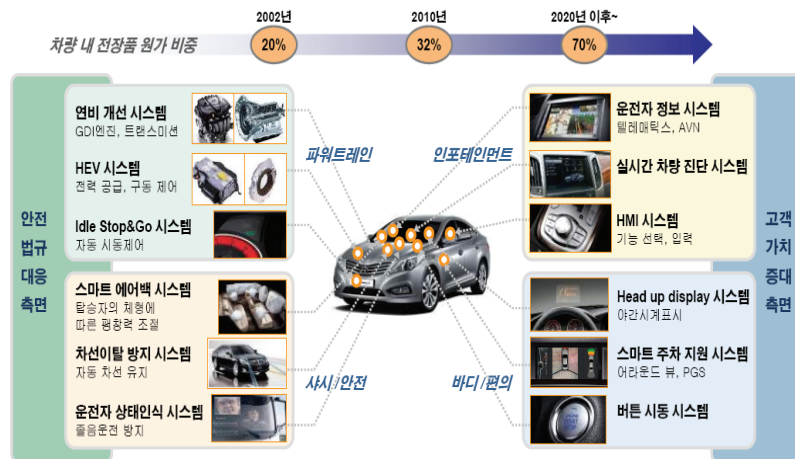 2002년
2010년
2020년 이후~
차량 내 전장품 원가 비중
20%
32%
70%
안전
법규
대응
측면
연비 개선 시스템
GDI엔진, 트랜스미션
HEV 시스템
전력 공급, 구동 제어
Idle Stop&Go 시스템
자동 시동제어
파워트레인
스마트 에어백 시스템
탑승자의 체형에
따른 평창력 조절
차선이탈 방지 시스템
자동 차선 유지
운전자 상태인식 시스템
졸음운전 방지
샤시/안전
인포테인먼트
운전자 정보 시스템
텔레매틱스, AVN
실시간 차량 진단 시스템
HMI 시스템
기능 선택, 입력
바디/편의
Head up display 시스템
야간시계표시
스마트 주차 지원 시스템
어라운드 뷰, PGS
버튼 시동 시스템
고객
가치
증대
측면